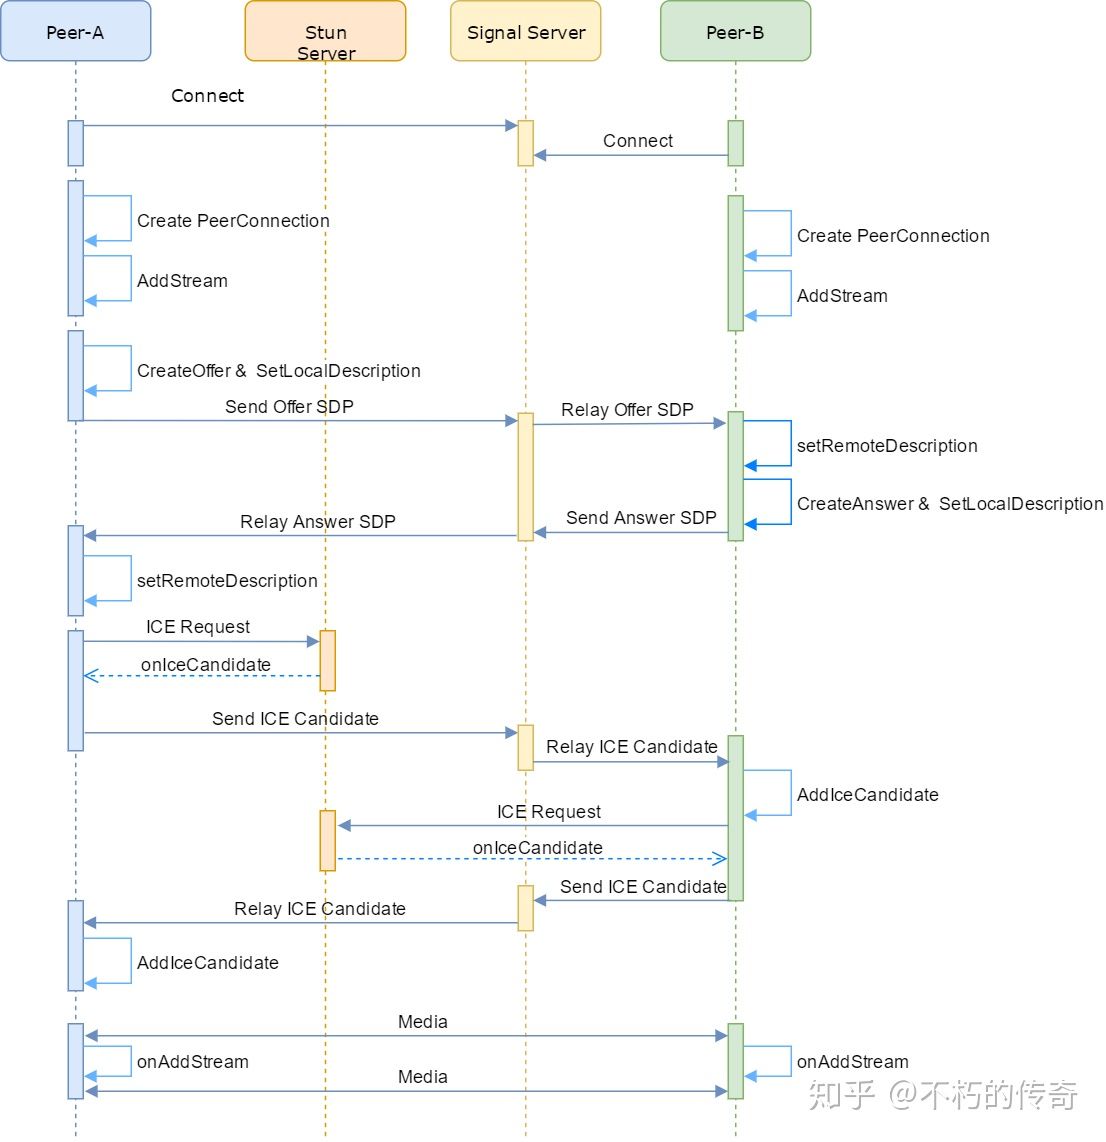 Peer-A
Stun
Server
Signal Server
Peer-B
Connect
Connect
Create PeerConnection
Create PeerConnection
AddStream
AddStream
CreateOffer & SetLocalDescription
Send Offer SDP
Relay Offer SDP
setRemoteDescription
CreateAnswer & SetLocalDescription
Send Answer SDP
Relay Answer SDP
setRemoteDescription
ICE Request
onIceCandidate
Send ICE Candidate
Relay ICE Candidate
AddIceCandidate
ICE Request
onIceCandidate
Send ICE Candidate
Relay ICE Candidate
AddIceCandidate
Media
onAddStream
onAddStream
Media
知乎 @不朽的传奇